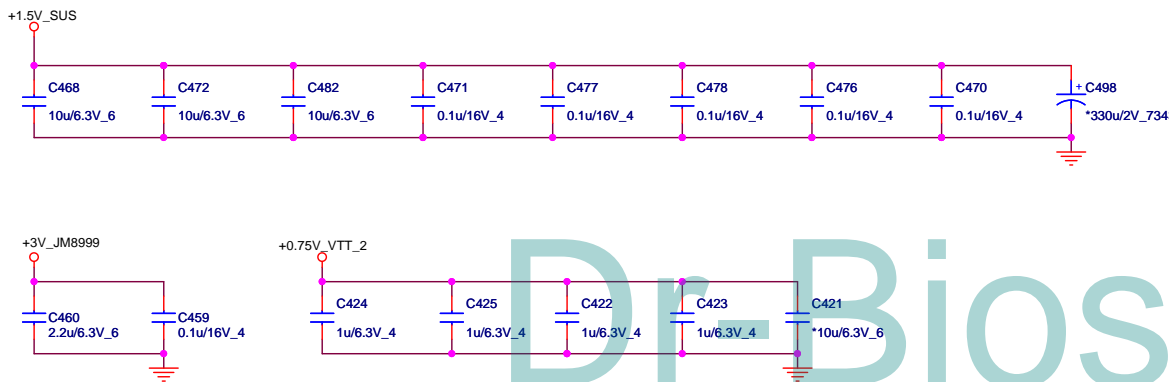 +1.5V_SUS
C468
10u/6.3V_6
C472
10u/6.3V_6
C482
10u/6.3V_6
C471
0.1u/16V_4
C477
0.1u/16V_4
C478
0.1u/16V_4
C476
0.1u/16V_4
C470
0.1u/16V_4
+
C498
*330u/2V_734
+3V_JM8999
C460
2.2u/6.3V_6
C459
0.1u/16V_4
+0.75V_VTT_2
C424
1u/6.3V_4
C425
1u/6.3V_4
C422
1u/6.3V_4
C423
1u/6.3V_4
C421
*10u/6.3V_6
Dr-Bios